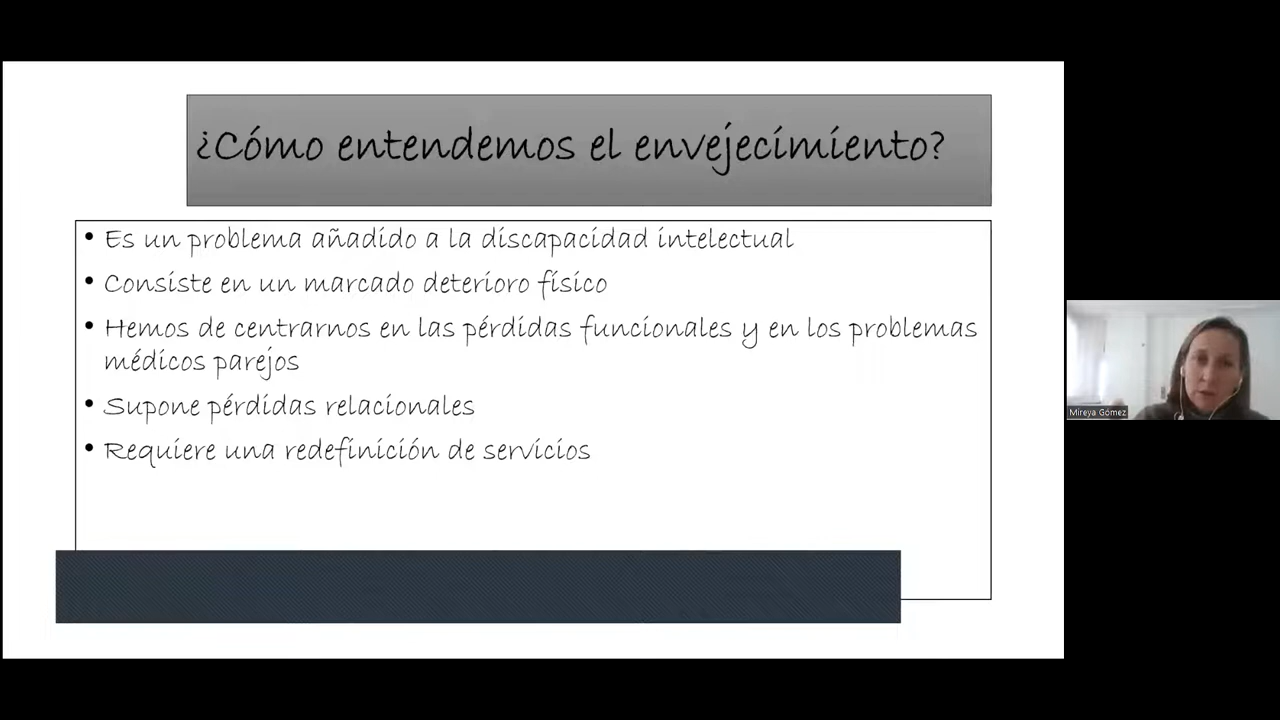 ¿Cómo entendemos el envejecimiento?
• Es un problema añadido a la discapacidad intelectual
• Consiste en un marcado deterioro físico
• Hemos de centrarnos en las pérdidas funcionales y en los problemas
médicos parejos
• Supone pérdidas relacionales
• Requiere una redefinición de servicios
Mireya Gómez